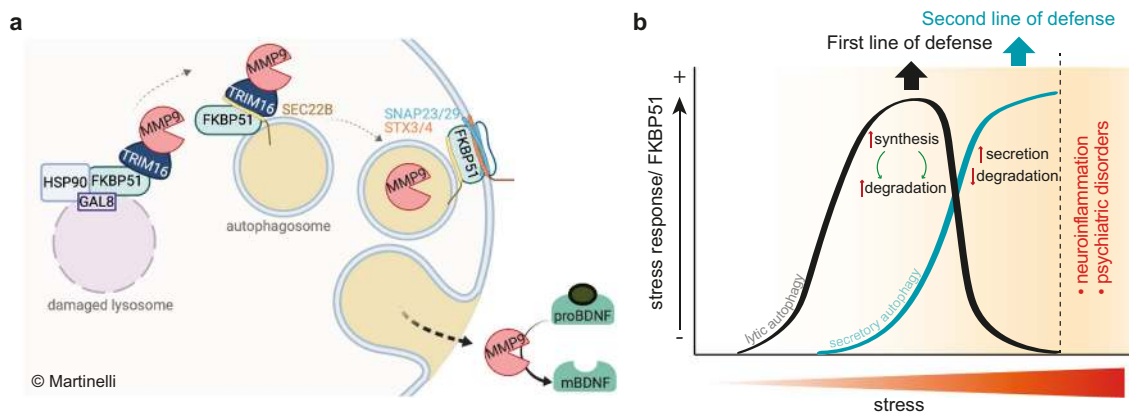 a
MMP9
TRIM16
FKBP51
SEC22B
MMP9
TRIM16
HSP90
FKBP51
GAL8
autophagosome
damaged lysosome
SNAP23/29
STX3/4
FKBP51
MMP9
proBDNF
MMP9
mBDNF
© Martinelli
b
Second line of defense
First line of defense
+
-
stress response/ FKBP51
synthesis
degradation
secretion
degradation
lytic autophagy
secretory autophagy
• neuroinflammation
• psychiatric disorders
stress